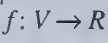 f: V → R